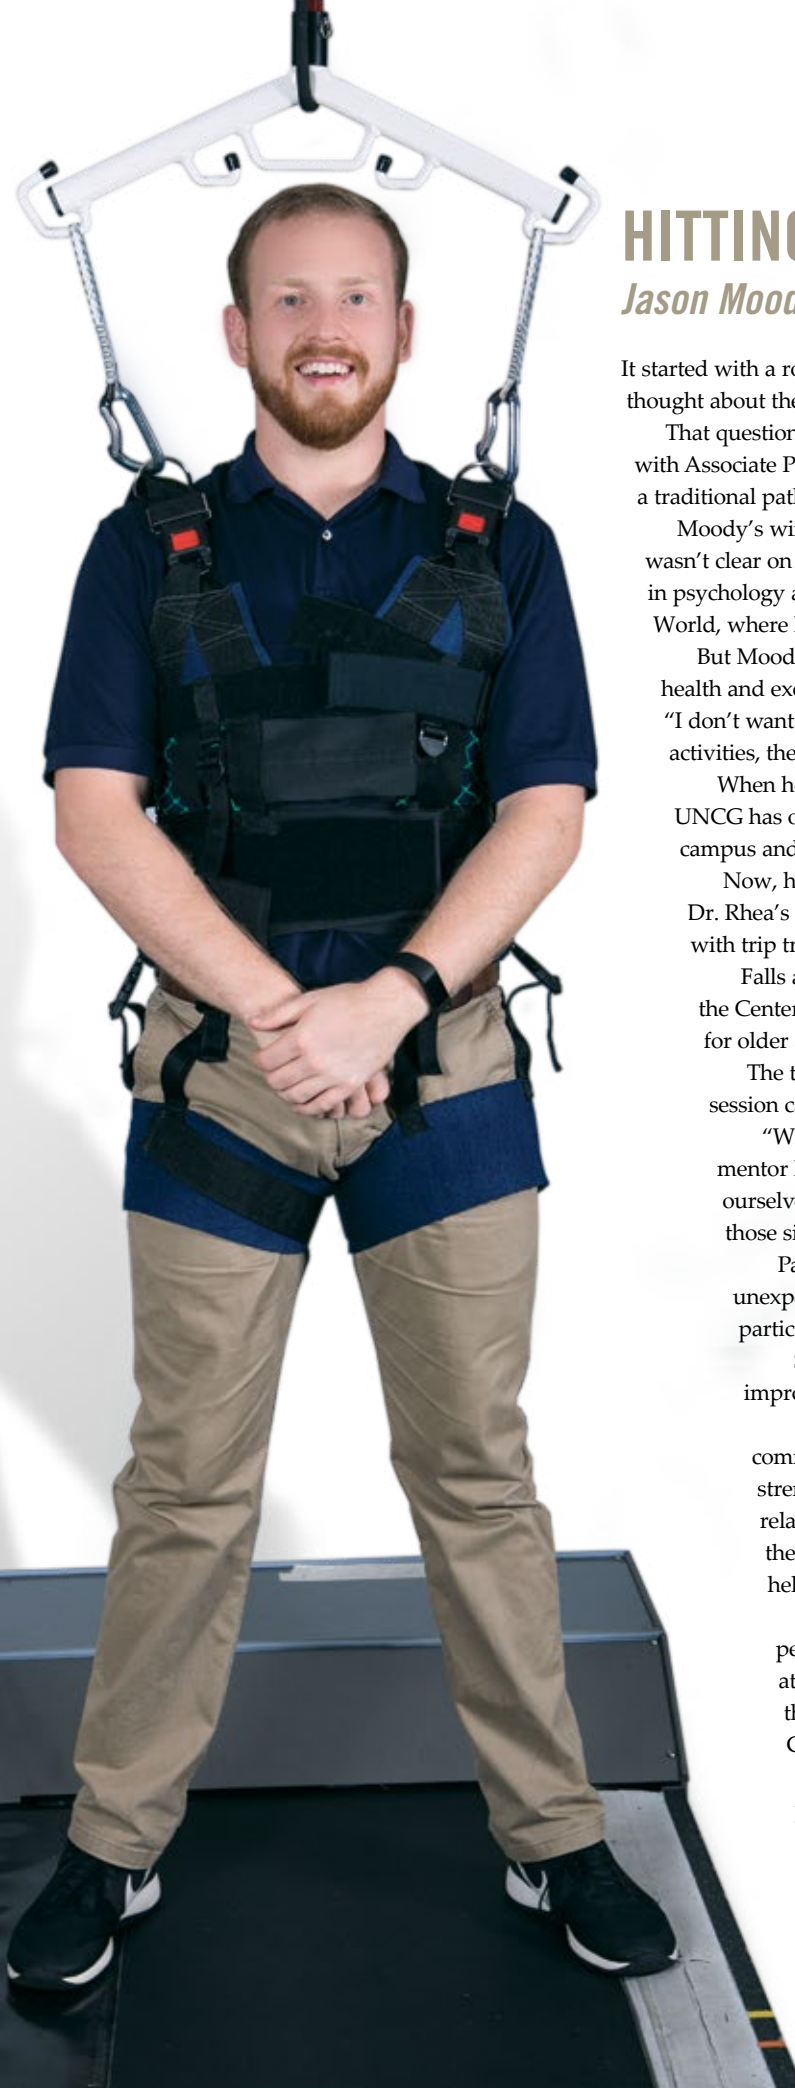 HITTING
Jason Mood
It started with a ro
thought about the
That question
with Associate P
a traditional path
Moody's wi
wasn't clear on
in psychology a
World, where
But Mood
health and exe
"I don't want
activities, the
When he
UNCG has o
campus and
Now, h
Dr. Rhea's
with trip tr
Falls a
the Center
for older
The t
session c
"W
mentor
ourselve
those si
Pa
unexp
partic
impro
com
stren
rela
the
hel
pe
at
th